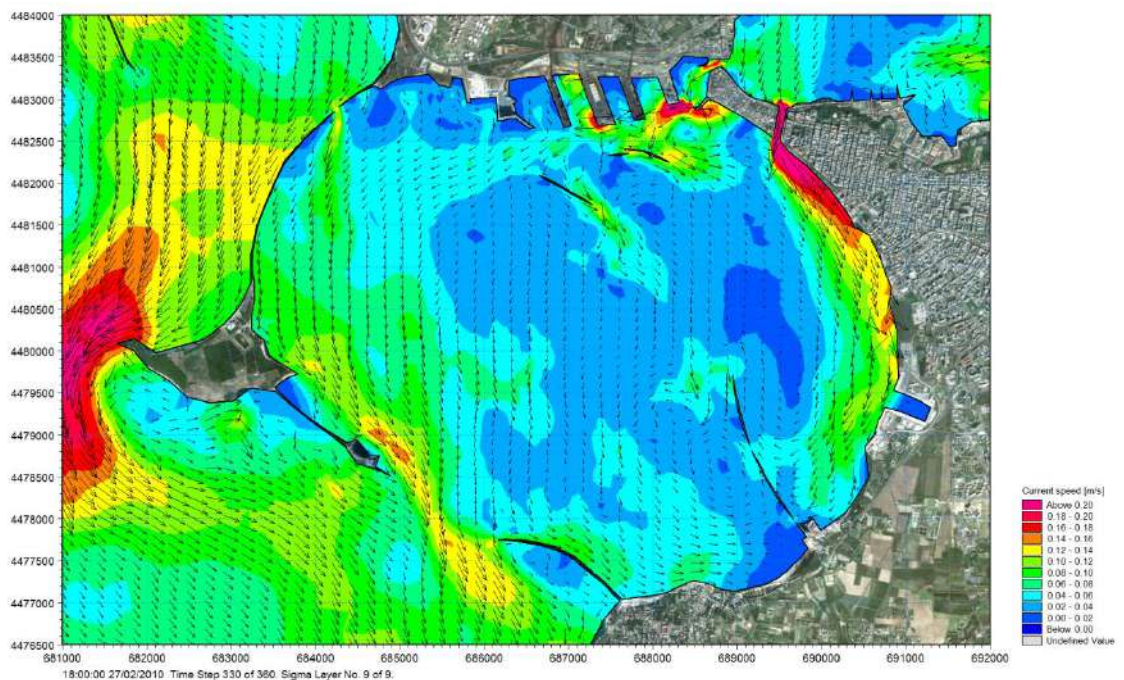 4484000
4483500
4483000
4482500
4482000
4481500
4481000
4480500
4480000
4479500
4479000
4478500
4478000
4477500
4477000
4476500
681000 682000 683000 684000 685000 686000 687000 688000 689000 690000 691000 692000
18:00:00 27/02/2010 Time Step 330 of 360. Sigma Layer No. 9 of 9.
Current speed [m/s]
Above 0.20
0.18 - 0.20
0.16 - 0.18
0.14 - 0.16
0.12 - 0.14
0.10 - 0.12
0.08 - 0.10
0.06 - 0.08
0.04 - 0.06
0.02 - 0.04
0.00 - 0.02
Below 0.00
Undefined Value